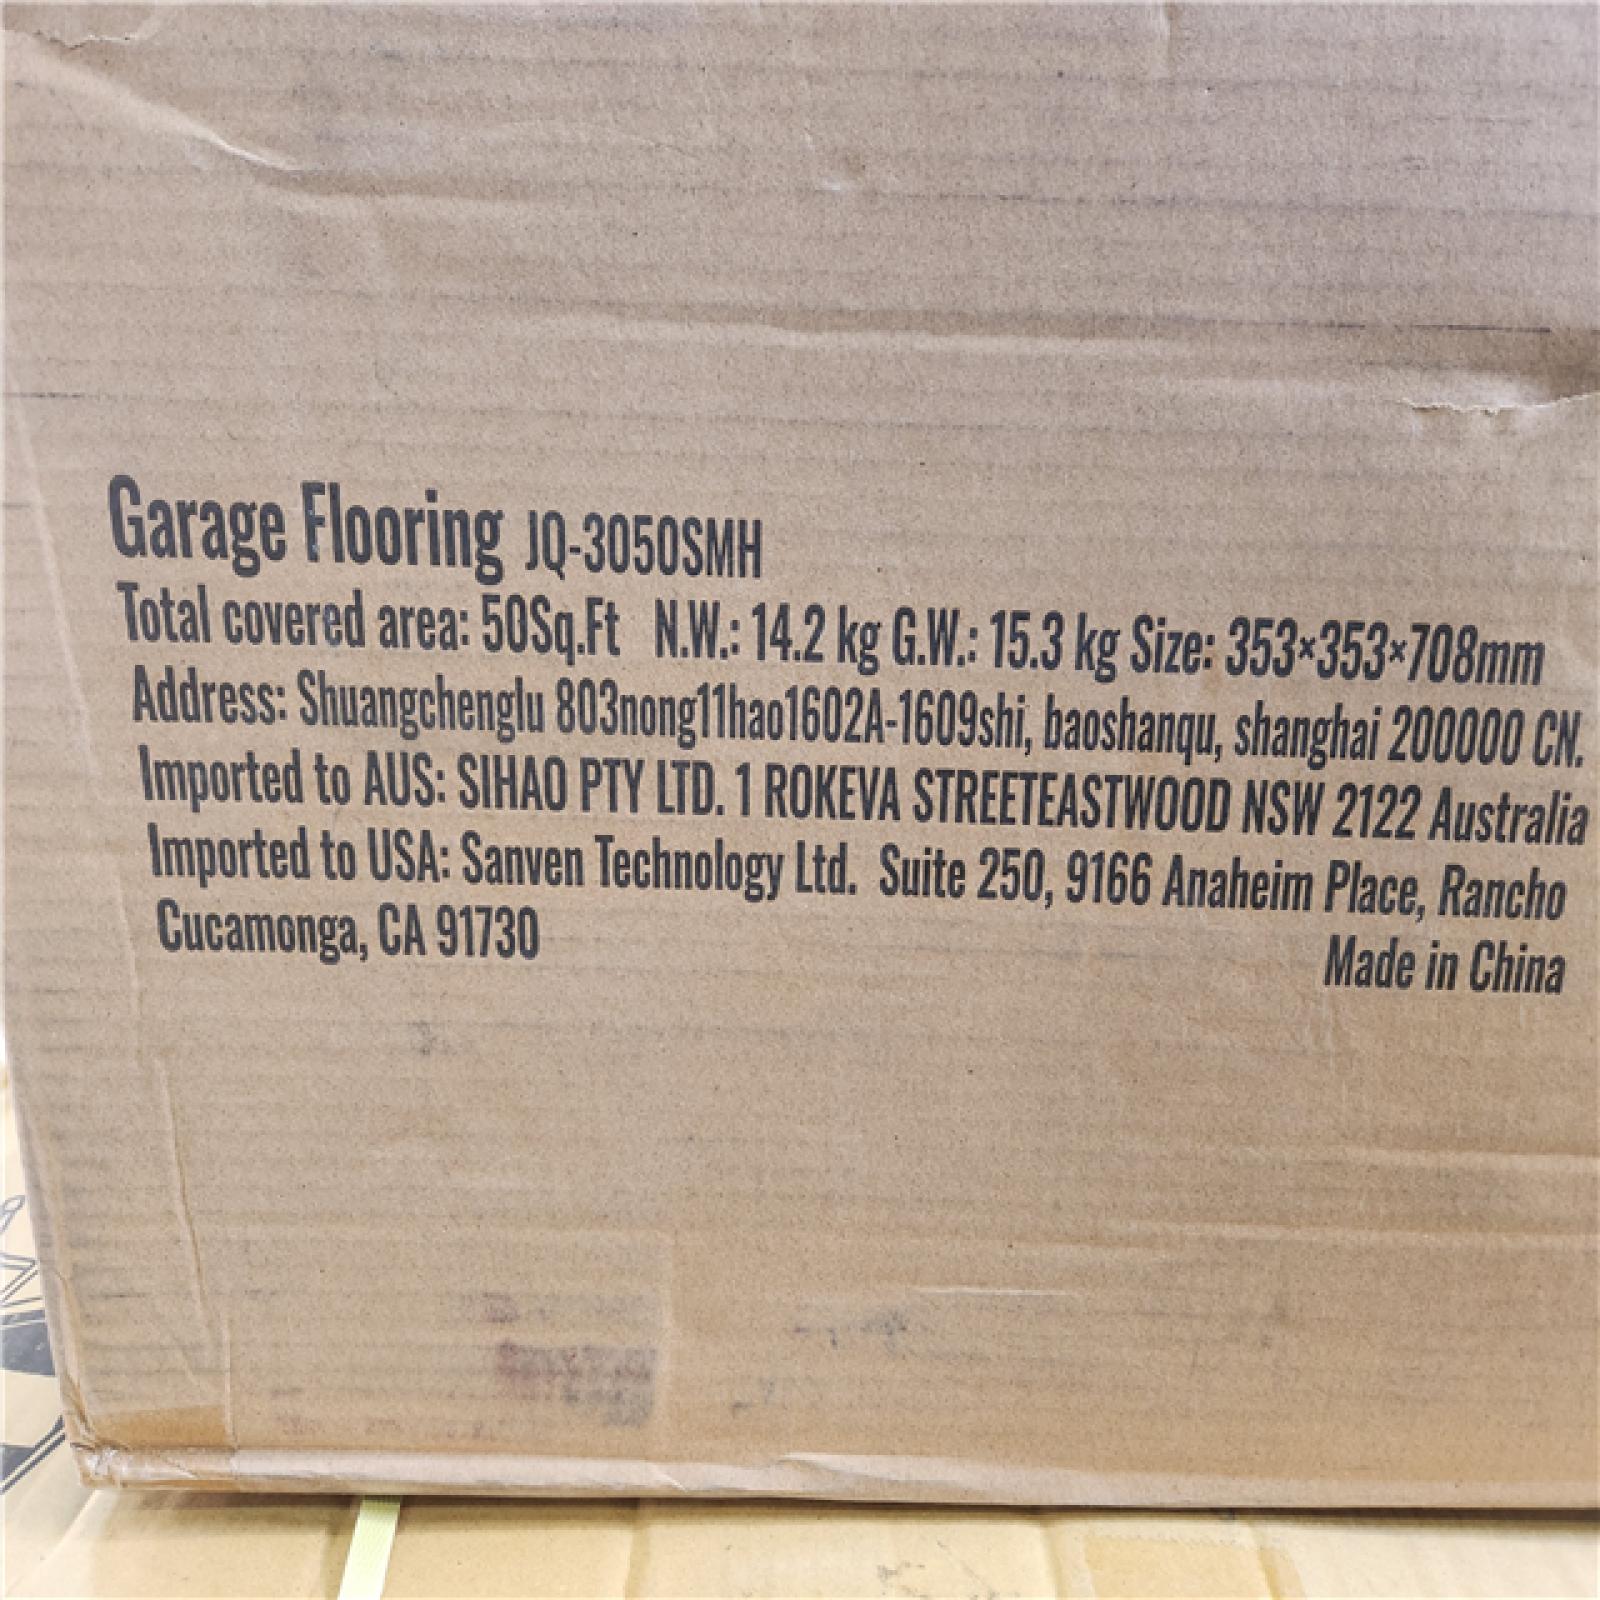 Garage Flooring JQ-3050SMH
Total covered area: 50Sq.Ft N.W.: 14.2 kg G.W.: 15.3 kg Size: 353×353×708mm
Address: Shuangchenglu 803nong11hao1602A-1609shi, baoshanqu, shanghai 200000 CN.
Imported to AUS: SIHAO PTY LTD. 1 ROKEVA STREETEASTWOOD NSW 2122 Australia
Imported to USA: Sanven Technology Ltd. Suite 250, 9166 Anaheim Place, Rancho
Cucamonga, CA 91730
Made in China